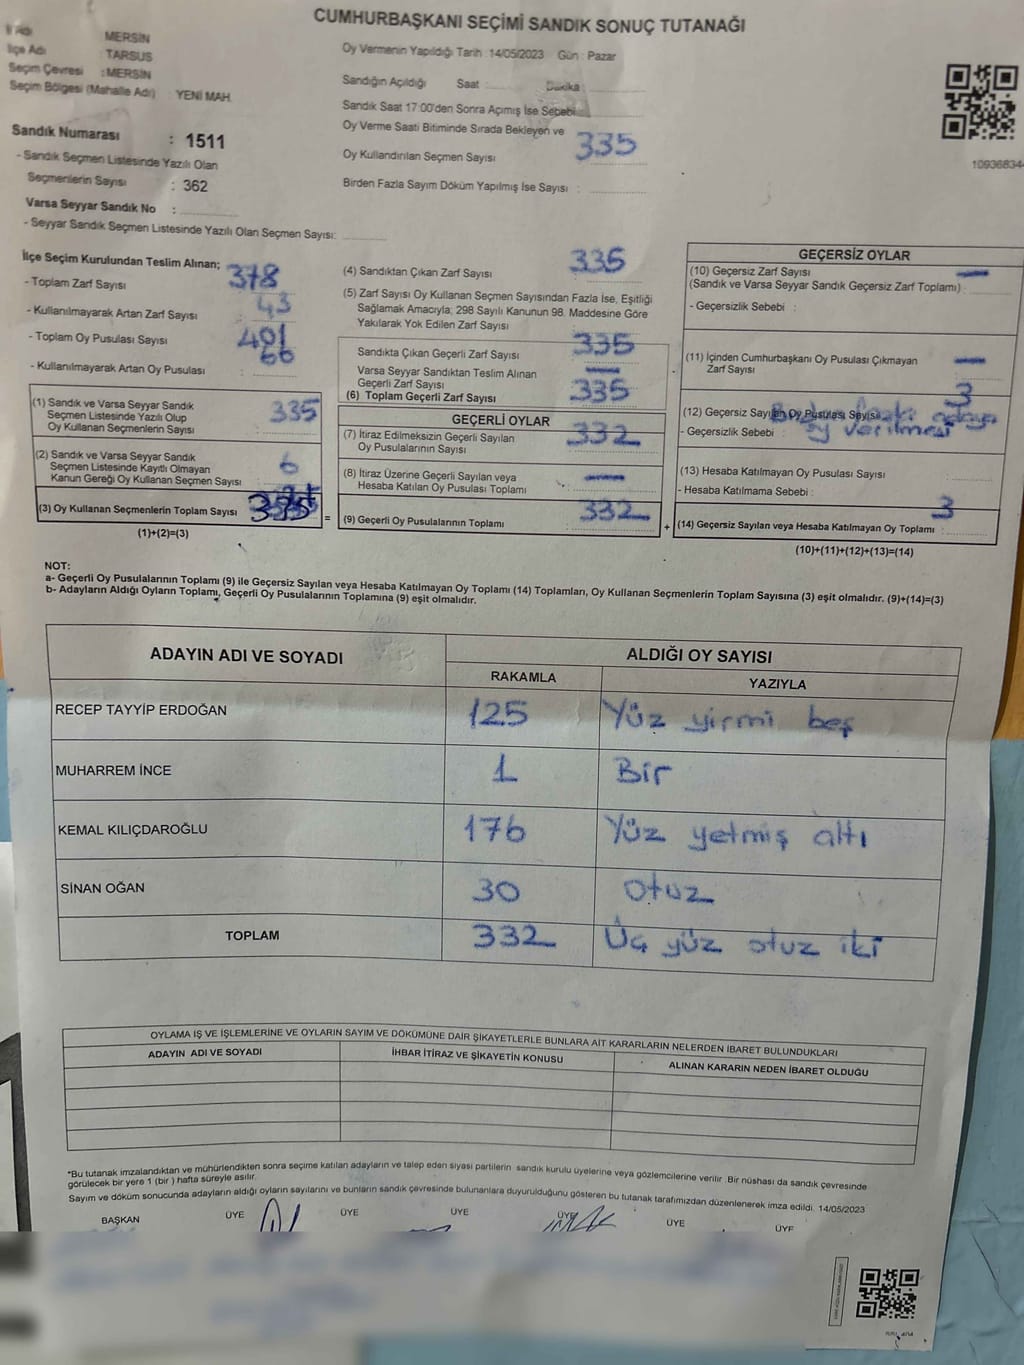 CUMHURBAŞKANI SEÇİMİ SANDIK SONUÇ TUTANAĞI
İl Adı : MERSİN
İlçe Adı : TARSUS
Seçim Çevresi : MERSİN
Seçim Bölgesi (Mahalle Adı) : YENİ MAH.
Sandık Numarası : 1511
- Sandık Seçmen Listesinde Yazılı Olan
Seçmenlerin Sayısı : 362
Varsa Seyyar Sandık No :
- Seyyar Sandık Seçmen Listesinde Yazılı Olan Seçmen Sayısı:
Oy Vermenin Yapıldığı Tarih : 14/05/2023 Gün : Pazar
Sandığın Açıldığı Saat : Dakika :
Sandık Saat 17:00'den Sonra Açımış İse Sebebi
Oy Verme Saati Bitiminde Sırada Bekleyen ve
Oy Kullandırılan Seçmen Sayısı 335
Birden Fazla Sayım Döküm Yapılmış İse Sayısı :
10936834
İlçe Seçim Kurulundan Teslim Alınan;
- Toplam Zarf Sayısı 378
- Kullanılmayarak Artan Zarf Sayısı : 43
- Toplam Oy Pusulası Sayısı : 401
- Kullanılmayarak Artan Oy Pusulası : 66
(1) Sandık ve Varsa Seyyar Sandık
Seçmen Listesinde Yazılı Olup
Oy Kullanan Seçmenlerin Sayısı 335
(2) Sandık ve Varsa Seyyar Sandık
Seçmen Listesinde Kayıtlı Olmayan
Kanun Gereği Oy Kullanan Seçmen Sayısı 6
(3) Oy Kullanan Seçmenlerin Toplam Sayısı
(1)+(2)=(3)
(4) Sandıktan Çıkan Zarf Sayısı 335
(5) Zarf Sayısı Oy Kullanan Seçmen Sayısından Fazla İse, Eşitliği
Sağlamak Amacıyla; 298 Sayılı Kanunun 98. Maddesine Göre
Yakılarak Yok Edilen Zarf Sayısı :
Sandıkta Çıkan Geçerli Zarf Sayısı 335
Varsa Seyyar Sandıktan Teslim Alınan
Geçerli Zarf Sayısı —
(6) Toplam Geçerli Zarf Sayısı 335
GEÇERLİ OYLAR
(7) İtiraz Edilmeksizin Geçerli Sayılan
Oy Pusulalarının Sayısı 332
(8) İtiraz Üzerine Geçerli Sayılan veya
Hesaba Katılan Oy Pusulası Toplamı —
= (9) Geçerli Oy Pusulalarının Toplamı 332 +
GEÇERSİZ OYLAR
(10) Geçersiz Zarf Sayısı —
(Sandık ve Varsa Seyyar Sandık Geçersiz Zarf Toplamı) :
- Geçersizlik Sebebi :
(11) İçinden Cumhurbaşkanı Oy Pusulası Çıkmayan —
Zarf Sayısı
(12) Geçersiz Sayılan Oy Pusulası Sayısı 3
- Geçersizlik Sebebi : adaya
oy verilmesi
(13) Hesaba Katılmayan Oy Pusulası Sayısı
- Hesaba Katılmama Sebebi :
(14) Geçersiz Sayılan veya Hesaba Katılmayan Oy Toplamı : 3
(10)+(11)+(12)+(13)=(14)
NOT:
a- Geçerli Oy Pusulalarının Toplamı (9) ile Geçersiz Sayılan veya Hesaba Katılmayan Oy Toplamı (14) Toplamları, Oy Kullanan Seçmenlerin Toplam Sayısına (3) eşit olmalıdır. (9)+(14)=(3)
b- Adayların Aldığı Oyların Toplamı, Geçerli Oy Pusulalarının Toplamına (9) eşit olmalıdır.
ADAYIN ADI VE SOYADI ALDIĞI OY SAYISI
RAKAMLA YAZIYLA
RECEP TAYYİP ERDOĞAN 125 Yüz yirmi beş
MUHARREM İNCE 1 Bir
KEMAL KILIÇDAROĞLU 176 Yüz yetmiş altı
SİNAN OĞAN 30 otuz
TOPLAM 332 Üç yüz otuz iki
OYLAMA İŞ VE İŞLEMLERİNE VE OYLARIN SAYIM VE DÖKÜMÜNE DAİR ŞİKAYETLERLE BUNLARA AİT KARARLARIN NELERDEN İBARET BULUNDUKLARI
ADAYIN ADI VE SOYADI İHBAR İTİRAZ VE ŞİKAYETİN KONUSU ALINAN KARARIN NEDEN İBARET OLDUĞU
*Bu tutanak imzalandıktan ve mühürlendikten sonra seçime katılan adayların ve talep eden siyasi partilerin sandık kurulu üyelerine veya gözlemcilerine verilir. Bir nüshası da sandık çevresinde
görülecek bir yere 1 (bir) hafta süreyle asılır.
Sayım ve döküm sonucunda adayların aldığı oyların sayılarını ve bunların sandık çevresinde bulunanlara duyurulduğunu gösteren bu tutanak tarafımızdan düzenlenerek imza edildi. 14/05/2023
BAŞKAN ÜYE ÜYE ÜYE ÜYE ÜYE ÜYE